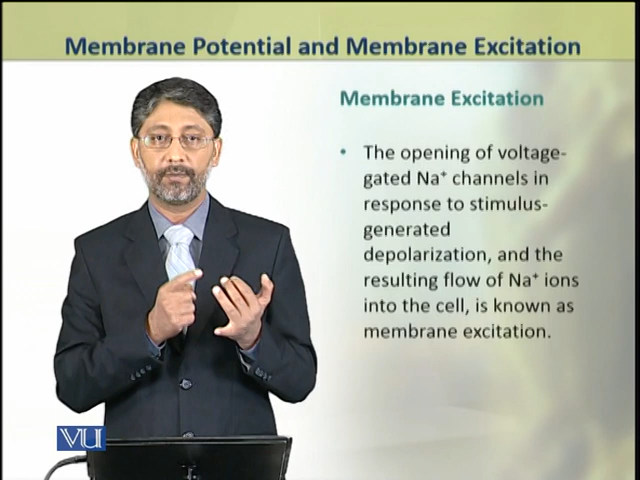 Membrane Potential and Membrane Excitation
Membrane Excitation
• The opening of voltage-
gated Na⁺ channels in
response to stimulus-
generated
depolarization, and the
resulting flow of Na⁺ ions
into the cell, is known as
membrane excitation.
VU